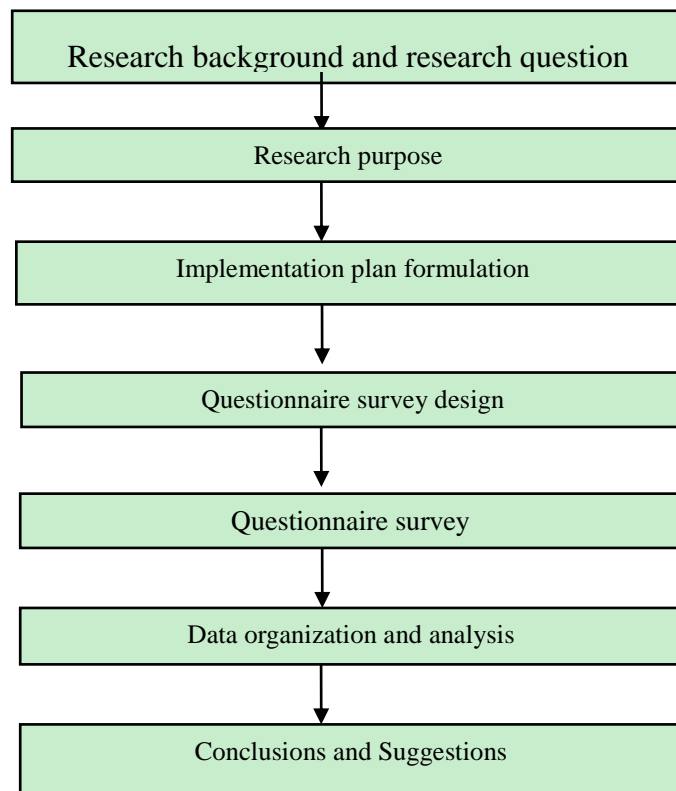 Research background and research question
Research purpose
Implementation plan formulation
Questionnaire survey design
Questionnaire survey
Data organization and analysis
Conclusions and Suggestions